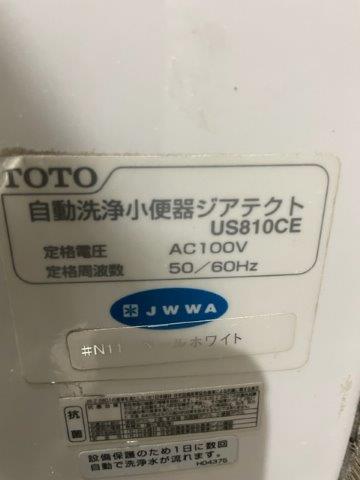 TOTO
自動洗浄小便器ジアテクト
US810CE
定格電圧 AC100V
定格周波数 50／60Hz
JWWA
#N11 ホワイト
抗菌
設備保護のため1日に数回
自動で洗浄水が流れます。
H04375